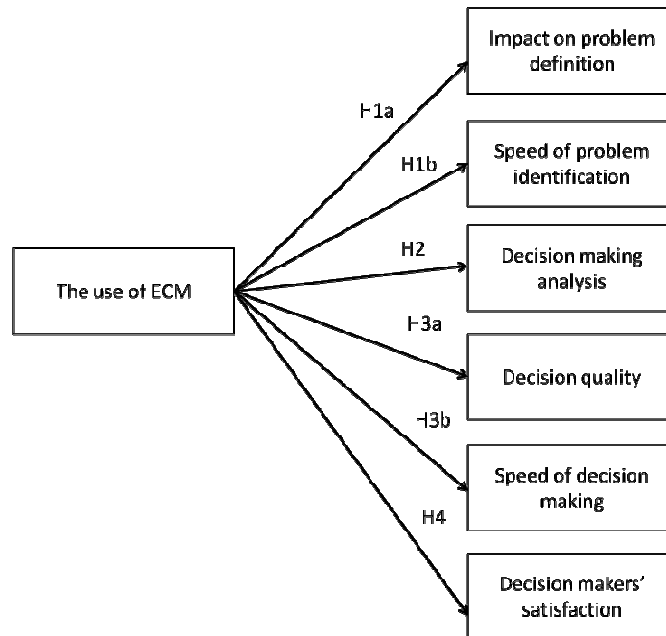 Impact on problem
definition
H1a
Speed of problem
identification
H1b
Decision making
analysis
H2
The use of ECM
H3a
Decision quality
H3b
Speed of decision
making
H4
Decision makers’
satisfaction